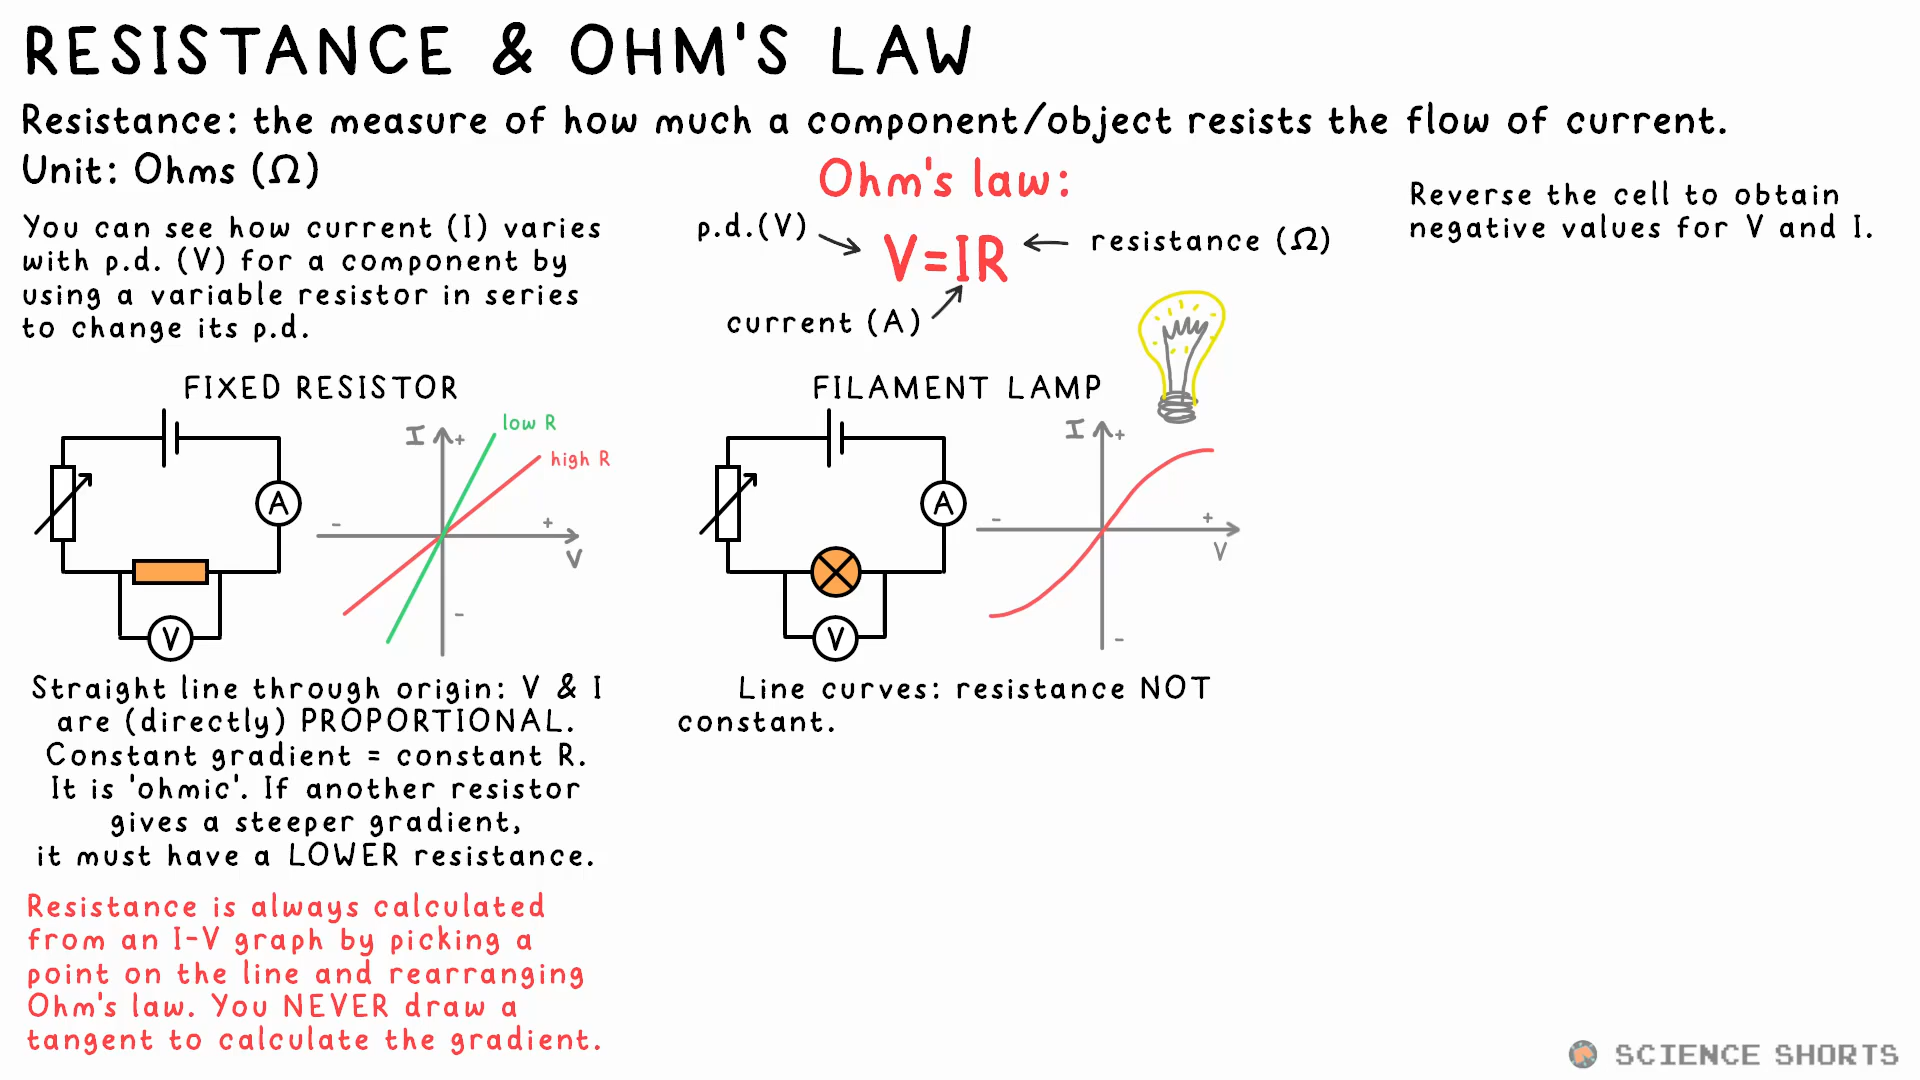 RESISTANCE & OHM'S LAW
Resistance: the measure of how much a component/object resists the flow of current.
Unit: Ohms (Ω)
You can see how current (I) varies
with p.d. (V) for a component by
using a variable resistor in series
to change its p.d.
Ohm's law:
p.d.(V)
V=IR
resistance (Ω)
current (A)
Reverse the cell to obtain
negative values for V and I.
FIXED RESISTOR
A
V
I
+
low R
high R
-
+
V
-
Straight line through origin: V & I
are (directly) PROPORTIONAL.
Constant gradient = constant R.
It is 'ohmic'. If another resistor
gives a steeper gradient,
it must have a LOWER resistance.
Resistance is always calculated
from an I-V graph by picking a
point on the line and rearranging
Ohm's law. You NEVER draw a
tangent to calculate the gradient.
FILAMENT LAMP
A
V
I
+
-
+
V
-
Line curves: resistance NOT
constant.
SCIENCE SHORTS